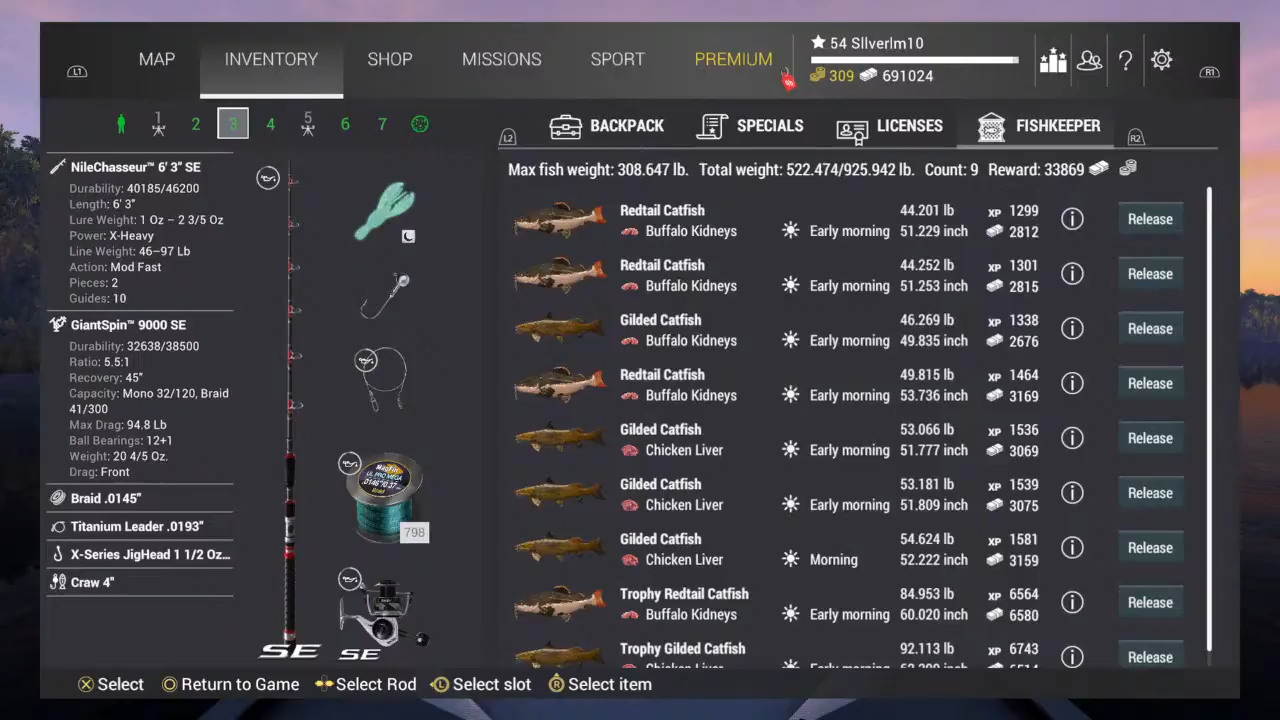 L1
MAP
INVENTORY
SHOP
MISSIONS
SPORT
PREMIUM
54 SIlverIm10
309 691024
R1
1 2 3 4 5 6 7
L2
BACKPACK
SPECIALS
LICENSES
FISHKEEPER
R2
NileChasseur™ 6' 3" SE
Durability: 40185/46200
Length: 6' 3"
Lure Weight: 1 Oz – 2 3/5 Oz
Power: X-Heavy
Line Weight: 46–97 Lb
Action: Mod Fast
Pieces: 2
Guides: 10
GiantSpin™ 9000 SE
Durability: 32638/38500
Ratio: 5.5:1
Recovery: 45"
Capacity: Mono 32/120, Braid
41/300
Max Drag: 94.8 Lb
Ball Bearings: 12+1
Weight: 20 4/5 Oz.
Drag: Front
Braid .0145"
Titanium Leader .0193"
X-Series JigHead 1 1/2 Oz...
Craw 4"
798
SE SE
Max fish weight: 308.647 lb. Total weight: 522.474/925.942 lb. Count: 9 Reward: 33869
Redtail Catfish 44.201 lb XP 1299
Buffalo Kidneys Early morning 51.229 inch 2812
Release
Redtail Catfish 44.252 lb XP 1301
Buffalo Kidneys Early morning 51.253 inch 2815
Release
Gilded Catfish 46.269 lb XP 1338
Buffalo Kidneys Early morning 49.835 inch 2676
Release
Redtail Catfish 49.815 lb XP 1464
Buffalo Kidneys Early morning 53.736 inch 3169
Release
Gilded Catfish 53.066 lb XP 1536
Chicken Liver Early morning 51.777 inch 3069
Release
Gilded Catfish 53.181 lb XP 1539
Chicken Liver Early morning 51.809 inch 3075
Release
Gilded Catfish 54.624 lb XP 1581
Chicken Liver Morning 52.222 inch 3159
Release
Trophy Redtail Catfish 84.953 lb XP 6564
Buffalo Kidneys Early morning 60.020 inch 6580
Release
Trophy Gilded Catfish 92.113 lb XP 6743
Chicken Liver Early morning
Release
Select Return to Game Select Rod L Select slot R Select item